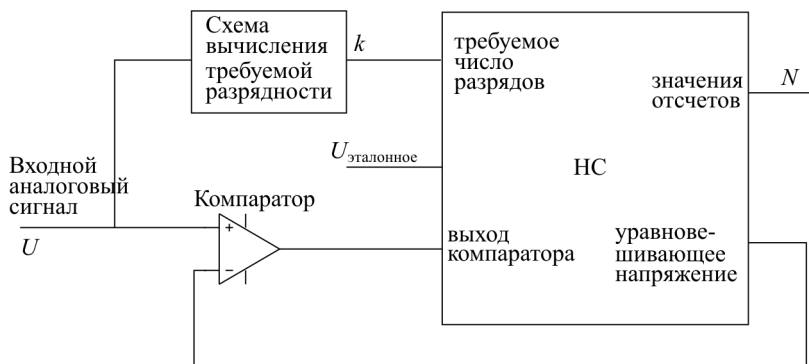 Схема
вычисления
требуемой
разрядности
k
требуемое
число
разрядов
значения
отсчетов
N
Uэталонное
НС
Входной
аналоговый
сигнал
U
Компаратор
+
−
выход
компаратора
уравнове-
шивающее
напряжение